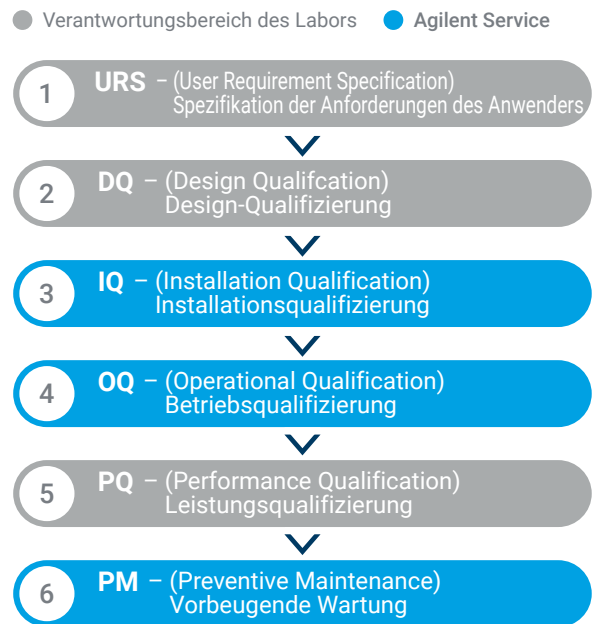 Verantwortungsbereich des Labors Agilent Service
1 URS – (User Requirement Specification)
Spezifikation der Anforderungen des Anwenders
2 DQ – (Design Qualifcation)
Design-Qualifizierung
3 IQ – (Installation Qualification)
Installationsqualifizierung
4 OQ – (Operational Qualification)
Betriebsqualifizierung
5 PQ – (Performance Qualification)
Leistungsqualifizierung
6 PM – (Preventive Maintenance)
Vorbeugende Wartung